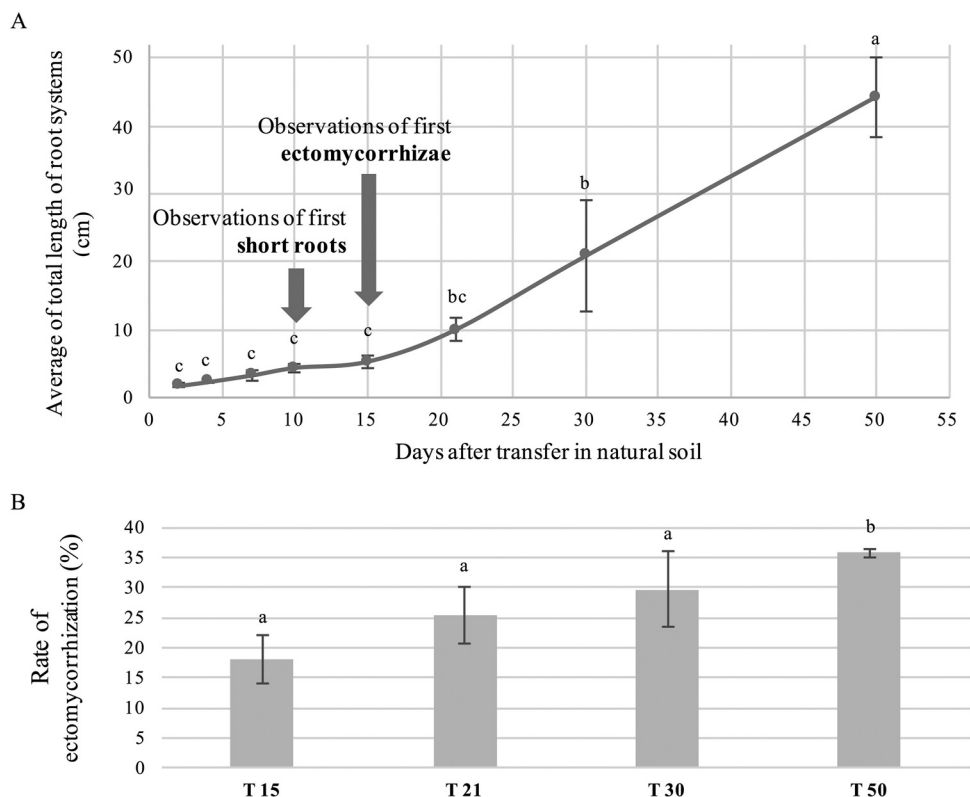 A
Average of total length of root systems
(cm)
50
40
30
20
10
0
Observations of first
ectomycorrhizae
Observations of first
short roots
c
c
c
c
c
bc
b
a
0
5
10
15
20
25
30
35
40
45
50
55
Days after transfer in natural soil
B
Rate of
ectomycorrhization (%)
40
35
30
25
20
15
10
5
0
a
a
a
b
T 15
T 21
T 30
T 50